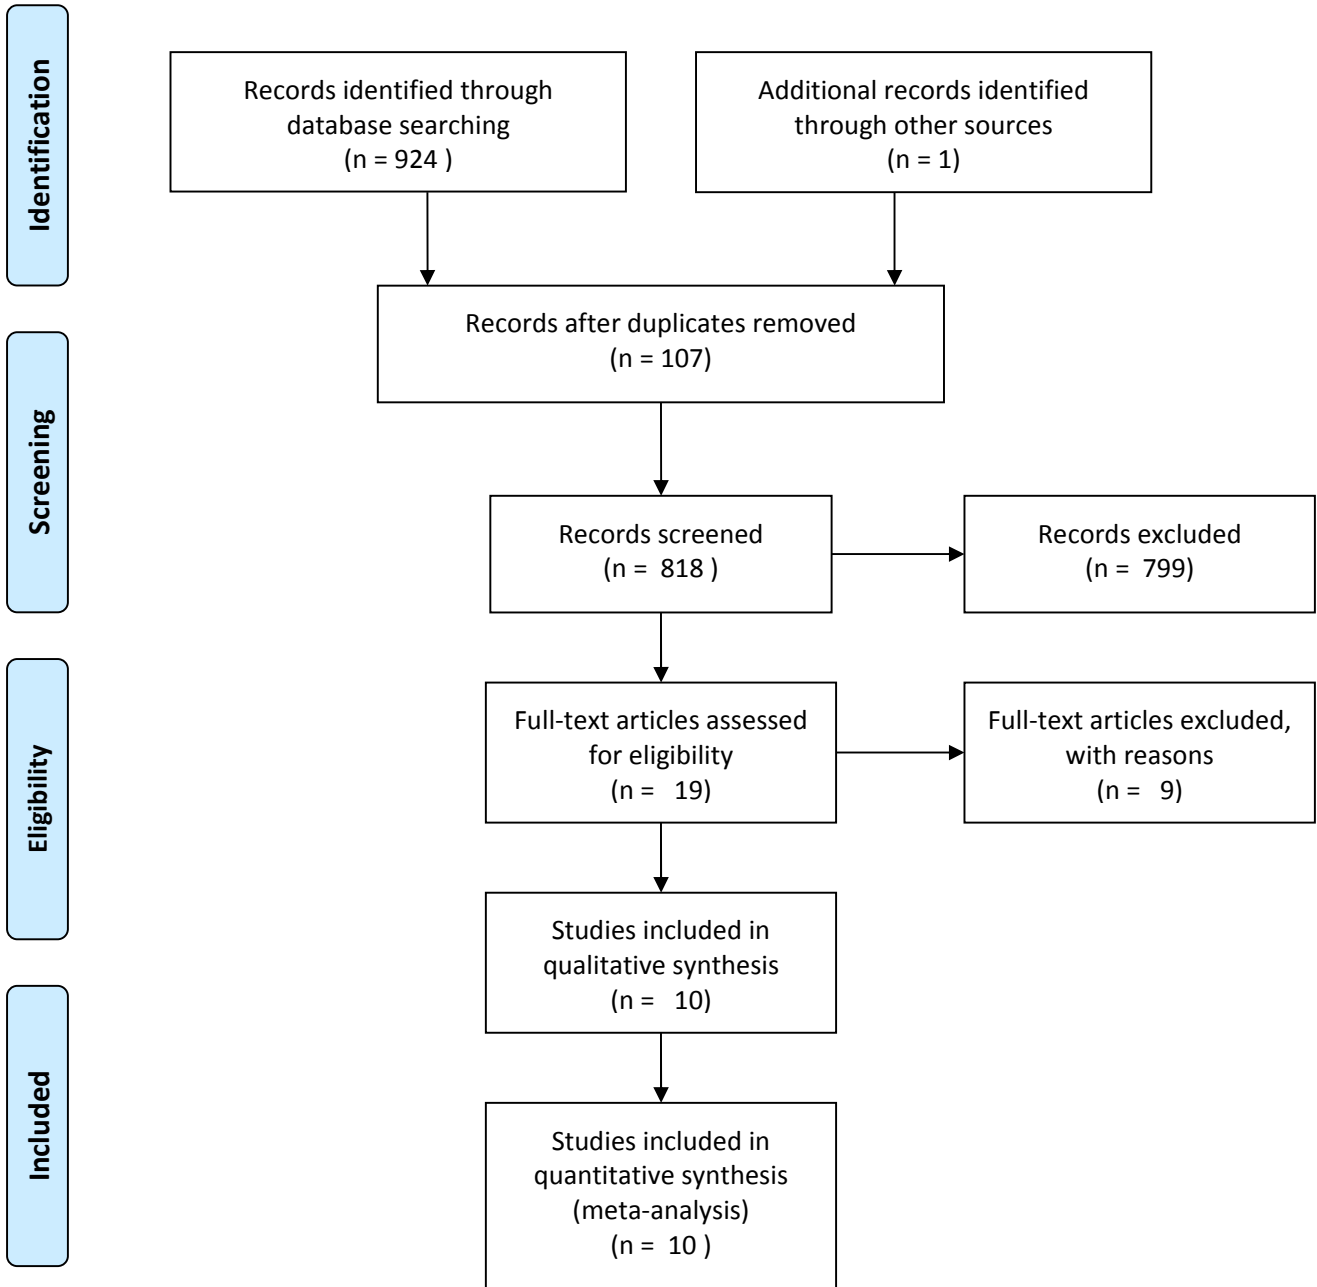 Identification
Records identified through
database searching
(n = 924 )
Additional records identified
through other sources
(n = 1)
Records after duplicates removed
(n = 107)
Screening
Records screened
(n =  818 )
Records excluded
(n =  799)
Eligibility
Full-text articles assessed
for eligibility
(n =   19)
Full-text articles excluded,
with reasons
(n =   9)
Studies included in
qualitative synthesis
(n =   10)
Included
Studies included in
quantitative synthesis
(meta-analysis)
(n =  10 )